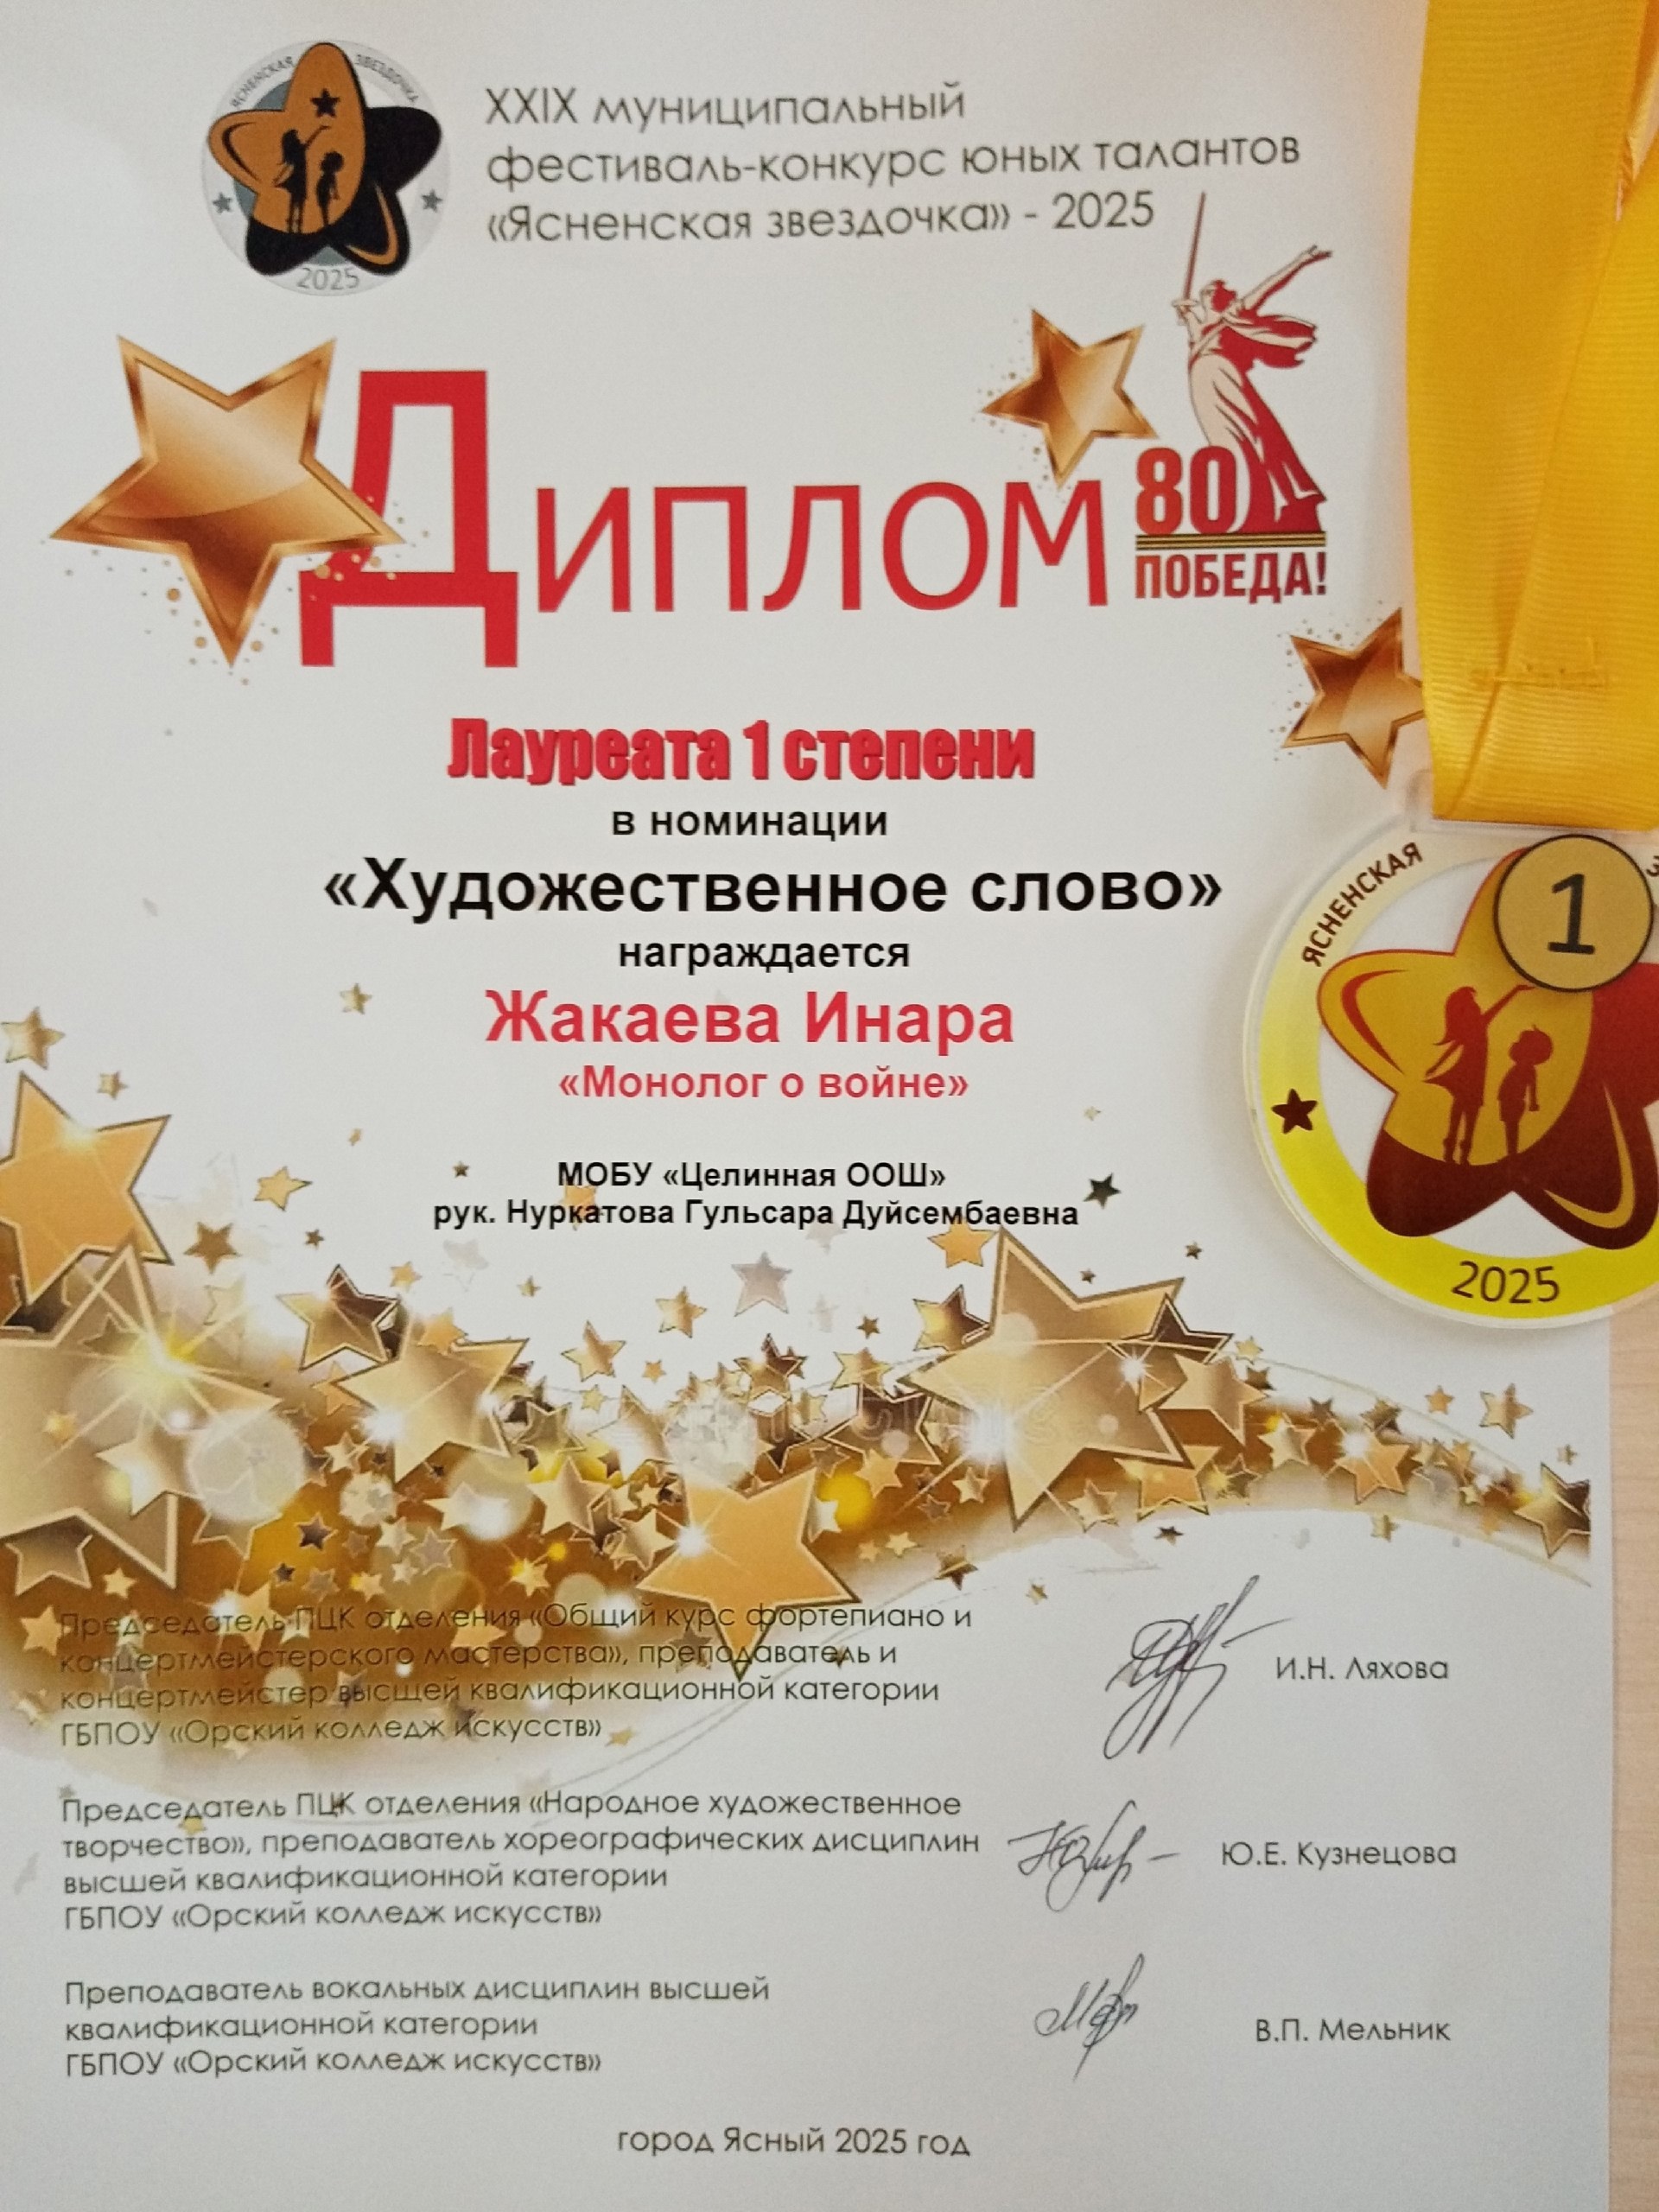 ЯСНЕНСКАЯ ЗВЕЗДОЧКА
2025
XXIX муниципальный
фестиваль-конкурс юных талантов
«Ясненская звездочка» - 2025
Диплом
80
ПОБЕДА!
Лауреата 1 степени
в номинации
«Художественное слово»
награждается
Жакаева Инара
«Монолог о войне»
МОБУ «Целинная ООШ»
рук. Нуркатова Гульсара Дуйсембаевна
1
ЯСНЕНСКАЯ
2025
Председатель ПЦК отделения «Общий курс фортепиано и
концертмейстерского мастерства», преподаватель и
концертмейстер высщей квалификационной категории
ГБПОУ «Орский колледж искусств»
И.Н. Ляхова
Председатель ПЦК отделения «Народное художественное
творчество», преподаватель хореографических дисциплин
высшей квалификационной категории
ГБПОУ «Орский колледж искусств»
Ю.Е. Кузнецова
Преподаватель вокальных дисциплин высшей
квалификационной категории
ГБПОУ «Орский колледж искусств»
В.П. Мельник
город Ясный 2025 год